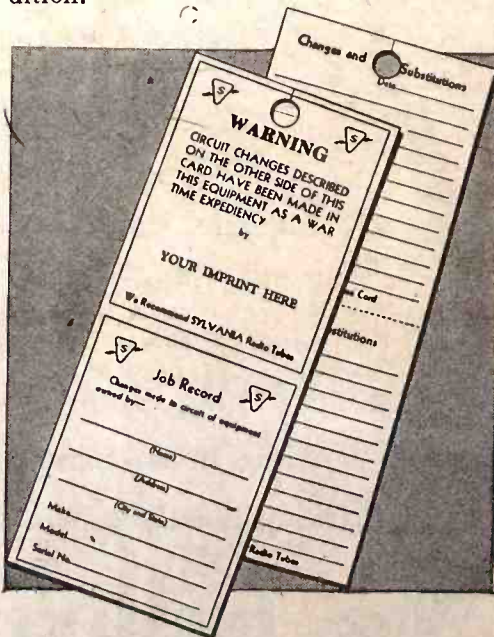 dition.
Changes and Substitutions
Date
S S
WARNING
CIRCUIT CHANGES DESCRIBED
ON THE OTHER SIDE OF THIS
CARD HAVE BEEN MADE IN
THIS EQUIPMENT AS A WAR
TIME EXPEDIENCY
by
YOUR IMPRINT HERE
We Recommend SYLVANIA Radio Tubes
S S
Job Record
Changes made in circuit of equipment
owned by—
(Name)
(Address)
(City and State)
Make
Model
Serial No.
Card
stitutions
Radio Tubes